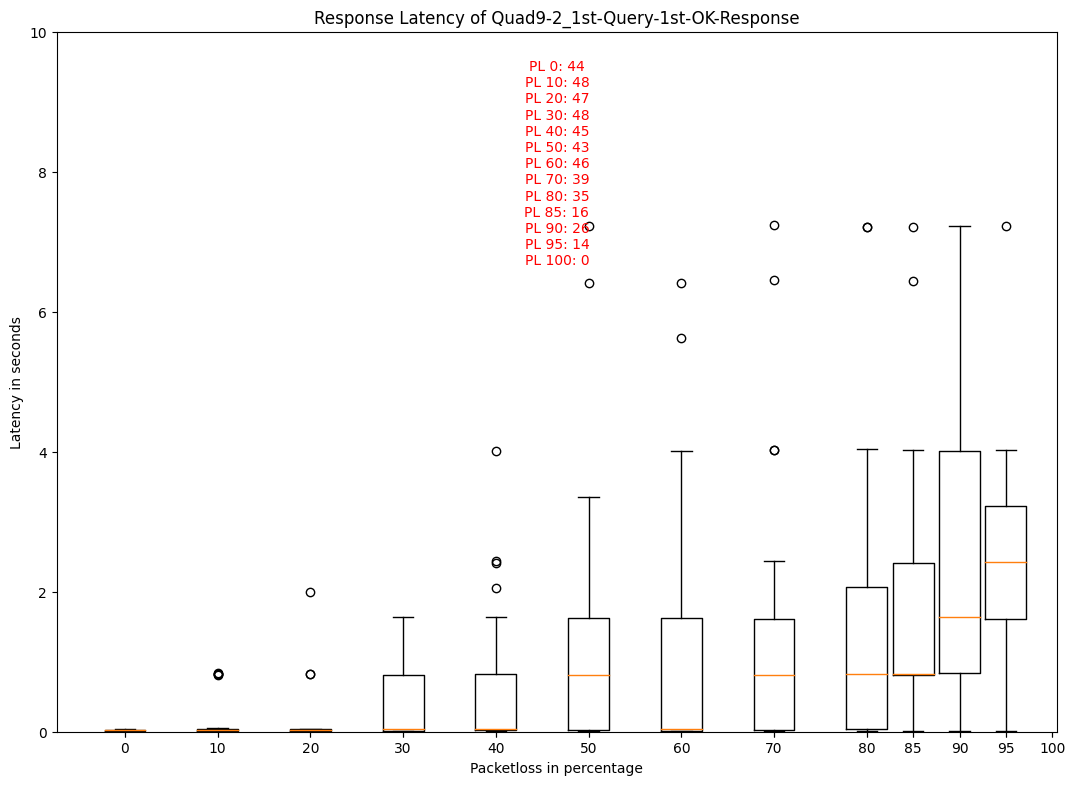 Response Latency of Quad9-2_1st-Query-1st-OK-Response
10
8
6
4
2
0
Latency in seconds
PL 0: 44
PL 10: 48
PL 20: 47
PL 30: 48
PL 40: 45
PL 50: 43
PL 60: 46
PL 70: 39
PL 80: 35
PL 85: 16
PL 90: 26
PL 95: 14
PL 100: 0
0 10 20 30 40 50 60 70 80 85 90 95 100
Packetloss in percentage